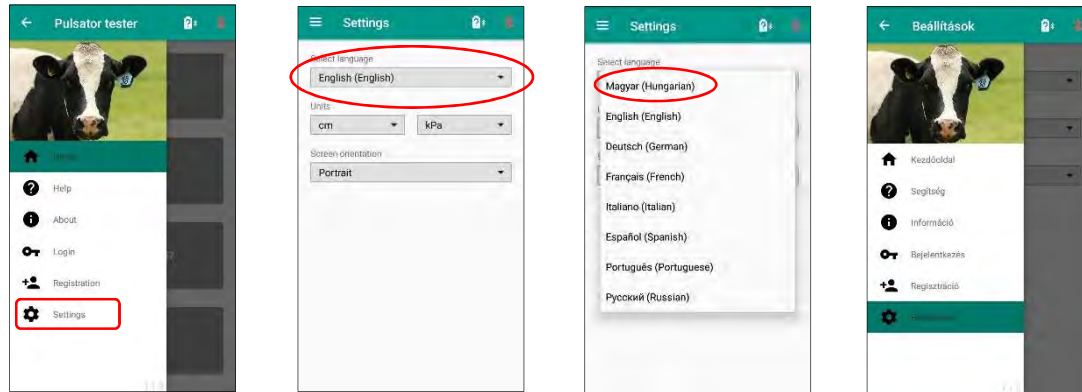 Pulsator tester
Help
About
Login
Registration
Settings
Settings
Select language
English (English)
Units
cm
kPa
Screen orientation
Portrait
Settings
Select language
Magyar (Hungarian)
English (English)
Deutsch (German)
Français (French)
Italiano (Italian)
Español (Spanish)
Português (Portuguese)
Русский (Russian)
Beállítások
Kezdőoldal
Segítség
Információ
Bejelentkezés
Regisztráció